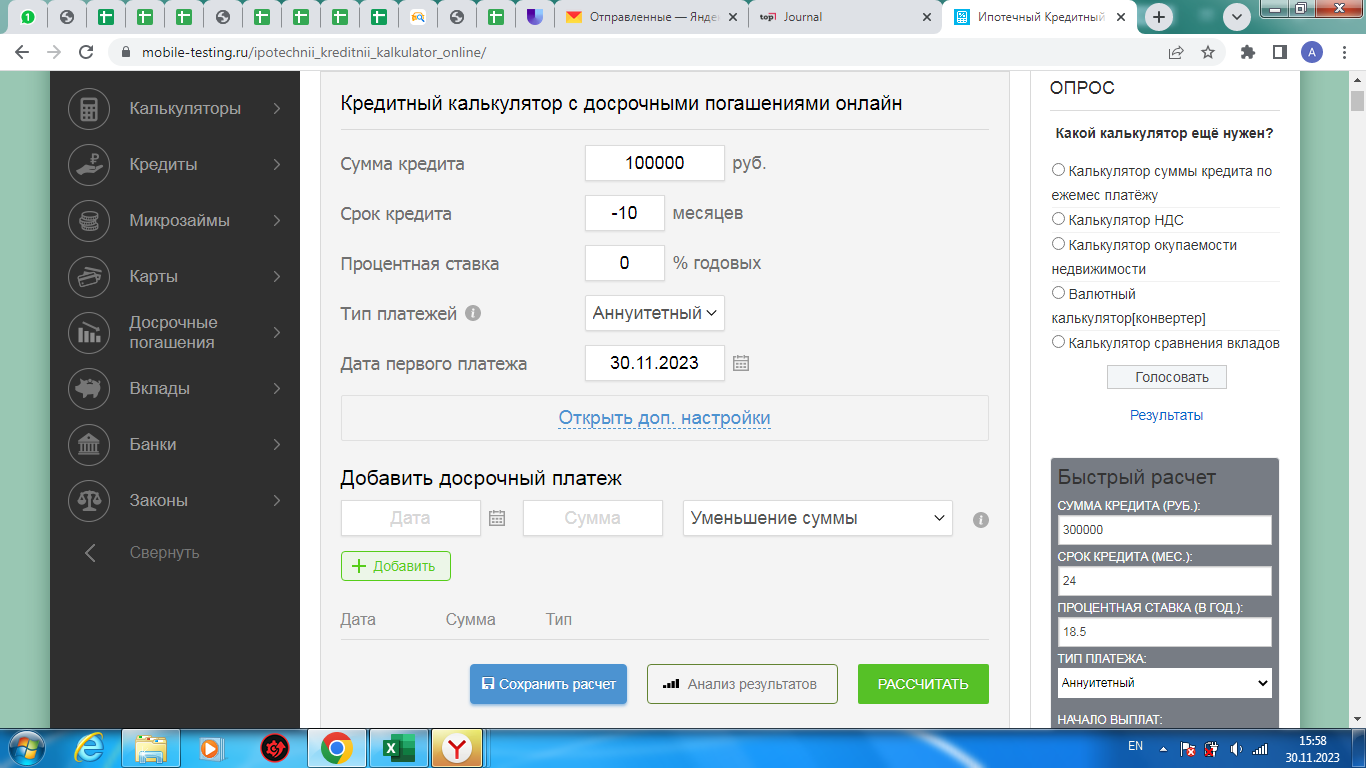 Отправленные — Янде
top1 Journal
Ипотечный Кредитный
mobile-testing.ru/ipotechnii_kreditnii_kalkulator_online/
A
Калькуляторы
Кредиты
Микрозаймы
Карты
Досрочные
погашения
Вклады
Банки
Законы
Свернуть
Кредитный калькулятор с досрочными погашениями онлайн
Сумма кредита 100000 руб.
Срок кредита -10 месяцев
Процентная ставка 0 % годовых
Тип платежей Аннуитетный
Дата первого платежа 30.11.2023
Открыть доп. настройки
Добавить досрочный платеж
Дата Сумма Уменьшение суммы
Добавить
Дата Сумма Тип
Сохранить расчет Анализ результатов РАССЧИТАТЬ
ОПРОС
Какой калькулятор ещё нужен?
Калькулятор суммы кредита по
ежемес платёжу
Калькулятор НДС
Калькулятор окупаемости
недвижимости
Валютный
калькулятор[конвертер]
Калькулятор сравнения вкладов
Голосовать
Результаты
Быстрый расчет
СУММА КРЕДИТА (РУБ.):
300000
СРОК КРЕДИТА (МЕС.):
24
ПРОЦЕНТНАЯ СТАВКА (В ГОД.):
18.5
ТИП ПЛАТЕЖА:
Аннуитетный
НАЧАЛО ВЫПЛАТ:
EN
15:58
30.11.2023